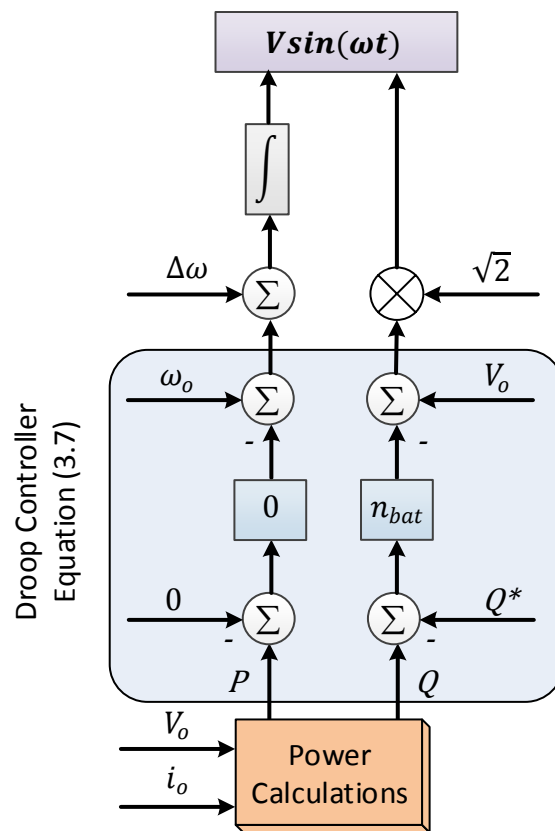 Vsin(ωt)
∫
Δω
Σ
√2
ω_o
Σ
Σ
V_o
-
-
0
n_bat
0
Σ
Σ
Q*
-
-
P
Q
V_o
i_o
Power
Calculations
Droop Controller
Equation (3.7)